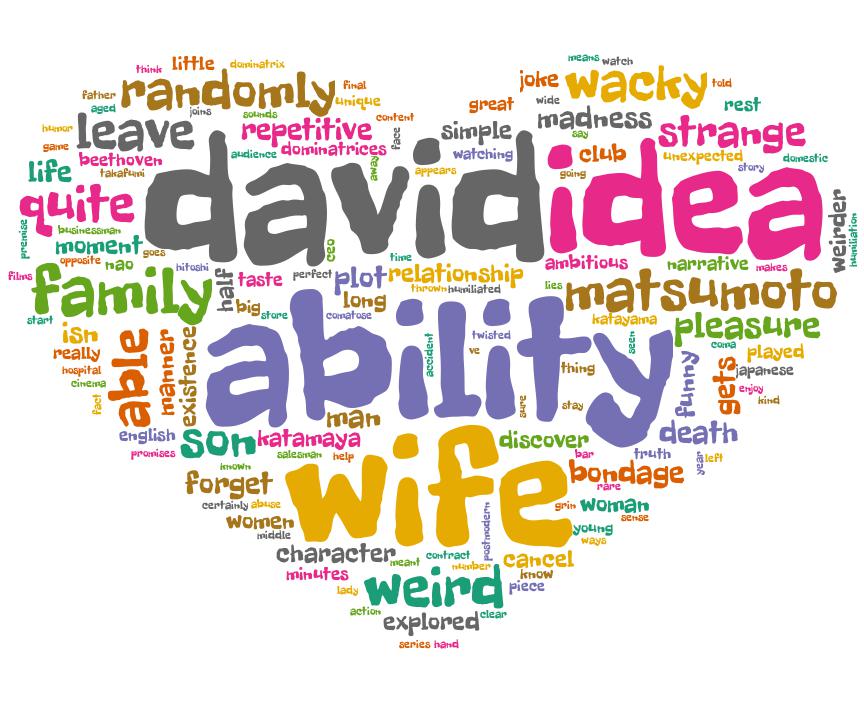 think little dominatrix
father randomly final
aged joins sounds unique
humor leave repetitive content
game beethoven audience dominatrices face
life takafumi away
means watch
joke wacky told
great wide rest
simple madness say
watching club strange
appears going unexpected story domestic
david idea
quite
premise businessman
moment goes
opposite nao hitoshi
films family half taste perfect ceo
time
plot relationship
thrown humiliated
ambitious narrative makes
weirder humiliation
lies matsumoto
start big store long comatose
katayama pleasure
isn able manner existence
really
hospital
cinema
fact
ability
accident twisted ve
seen
thing
sure stay
funny gets
coma played
japanese
enjoy
kind
english son katamaya man
promises known salesman help
discover death
bar truth year left
wife
forget
certainly abuse
women
middle
bondage
rare
grin woman
sense
young
ways
postmodern
character meant contract cancel
minutes number know
lady weird piece
action explored clear
series hand